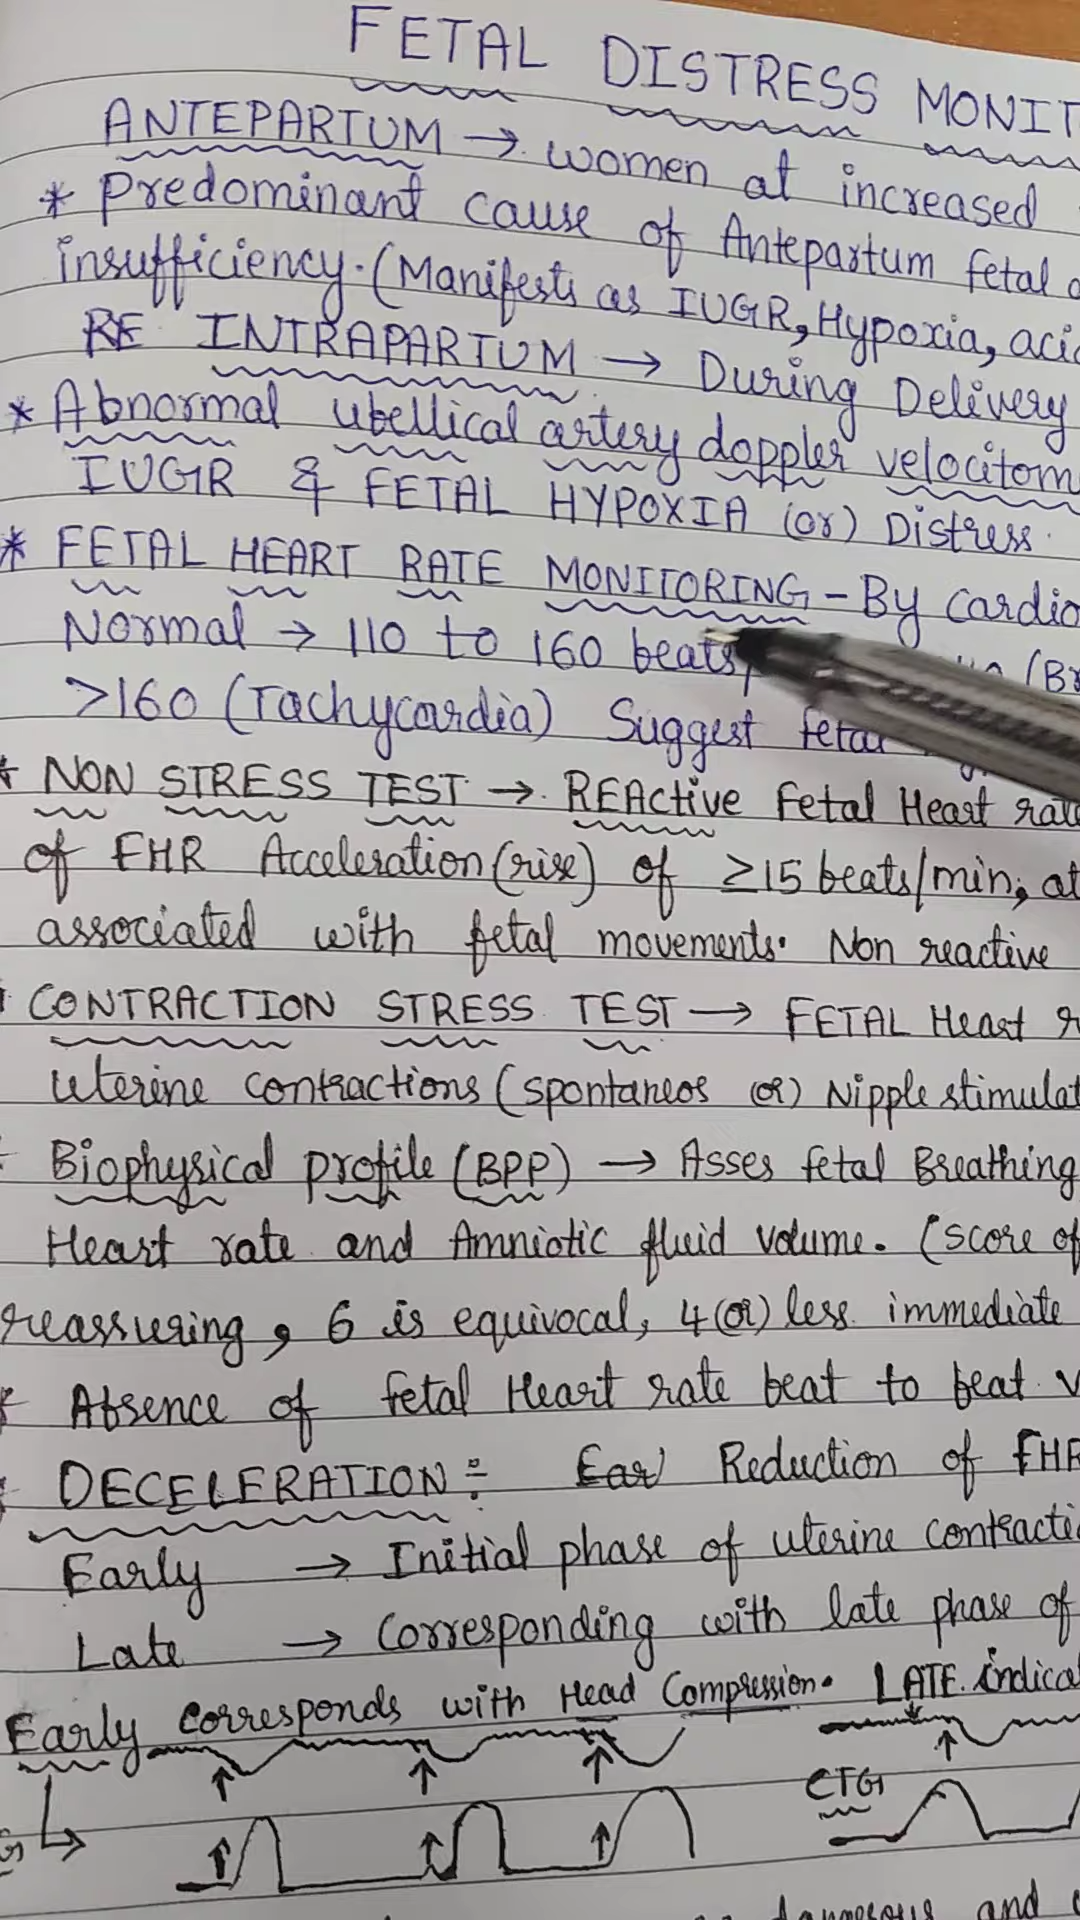 FETAL DISTRESS MONIT
ANTEPARTUM → women at increased
* Predominant cause of Antepartum fetal
insufficiency. (Manifests as IUGR, Hypoxia, aci
RE INTRAPARTUM → During Delivery
* Abnormal ubellical artery doppler velocitom
IUGR & FETAL HYPOXIA (or) Distress.
* FETAL HEART RATE MONITORING - By Cardio
Normal → 110 to 160 beats/ (Br
>160 (Tachycardia) Suggest fetal
* NON STRESS TEST → REActive Fetal Heart rate
of FHR Acceleration (rise) of ≥15 beats/min, at
associated with fetal movements. Non reactive
CONTRACTION STRESS TEST → FETAL Heart r
uterine contractions (spontaneos or) Nipple stimulat
Biophysical profile (BPP) → Asses fetal Breathing
Heart rate and Amniotic fluid volume. (score of
reassuring, 6 is equivocal, 4 (or) less immediate
* Absence of fetal Heart rate beat to beat v
DECELERATION:- Ear Reduction of FHR
Early → Initial phase of uterine contracti
Late → Corresponding with late phase of
Early corresponds with Head Compression. LATE indica
CTG
dangerous and